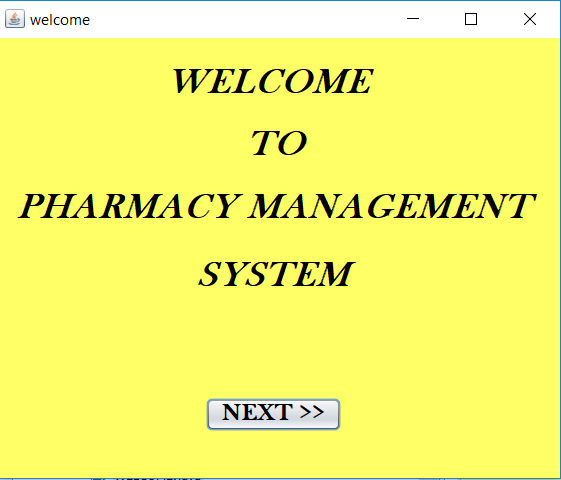 welcome
WELCOME
TO
PHARMACY MANAGEMENT
SYSTEM
NEXT >>